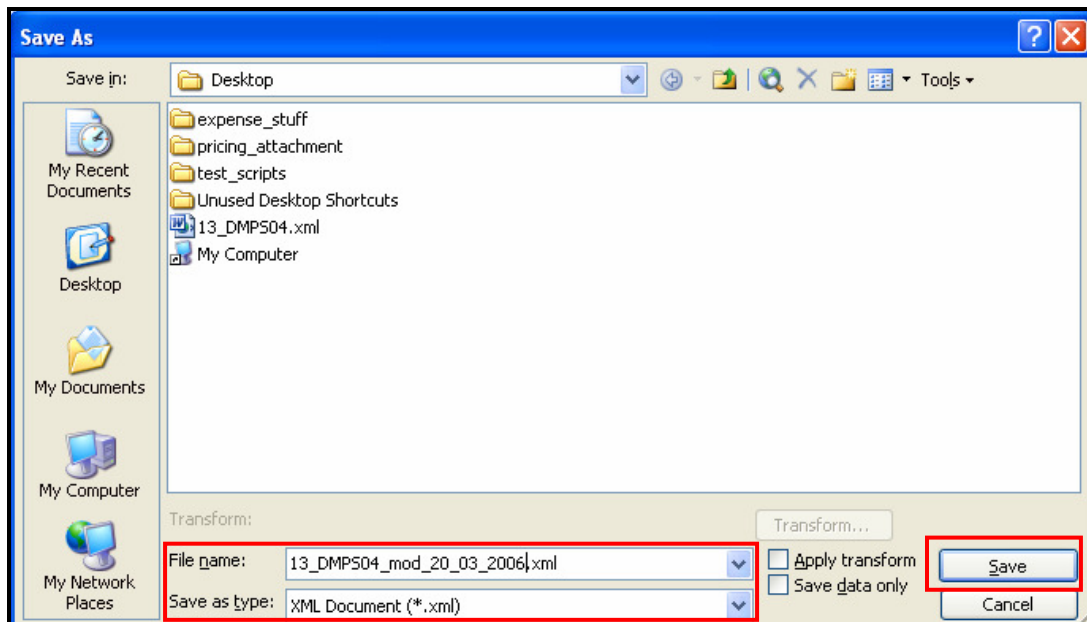 Save As
Save in:
Desktop
Tools
My Recent
Documents
Desktop
My Documents
My Computer
My Network
Places
expense_stuff
pricing_attachment
test_scripts
Unused Desktop Shortcuts
13_DMPS04.xml
My Computer
Transform:
Transform...
File name:
13_DMPS04_mod_20_03_2006.xml
Save as type:
XML Document (*.xml)
Apply transform
Save data only
Save
Cancel